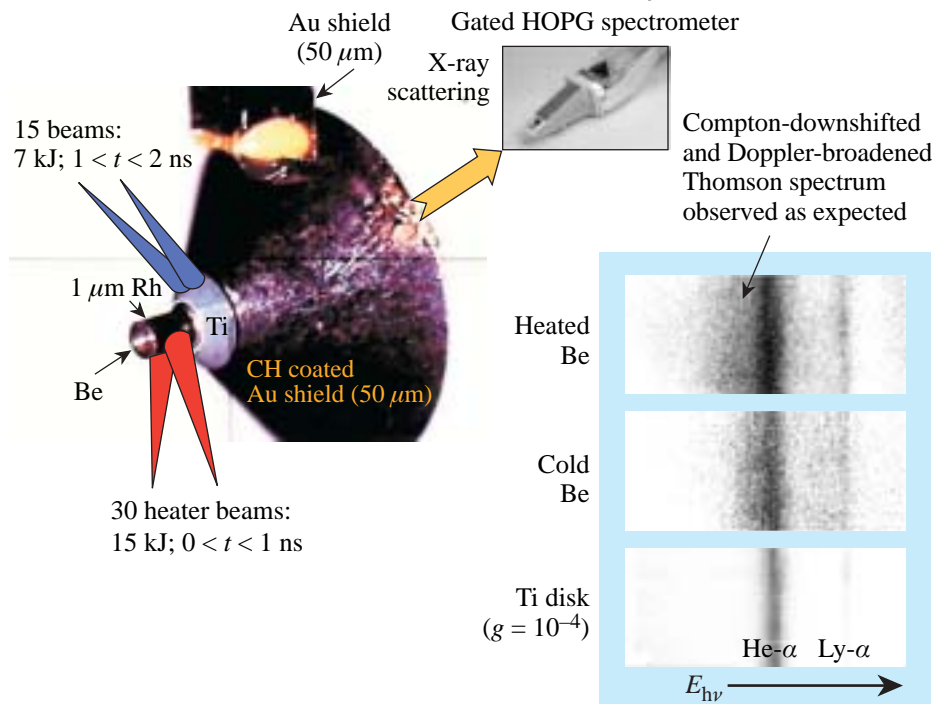 Au shield
(50 μm)
Gated HOPG spectrometer
X-ray
scattering
15 beams:
7 kJ; 1 < t < 2 ns
Compton-downshifted
and Doppler-broadened
Thomson spectrum
observed as expected
1 μm Rh
Ti
Be
CH coated
Au shield (50 μm)
30 heater beams:
15 kJ; 0 < t < 1 ns
Heated
Be
Cold
Be
Ti disk
(g = 10⁻⁴)
He-α Ly-α
E_hν